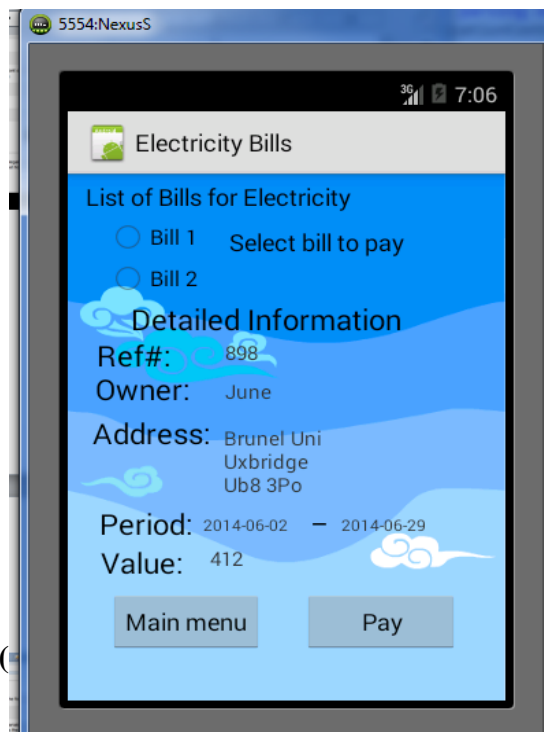 5554:NexusS
3G 7:06
Electricity Bills
List of Bills for Electricity
Bill 1
Select bill to pay
Bill 2
Detailed Information
Ref#: 898
Owner: June
Address: Brunel Uni
Uxbridge
Ub8 3Po
Period: 2014-06-02 – 2014-06-29
Value: 412
Main menu Pay
(